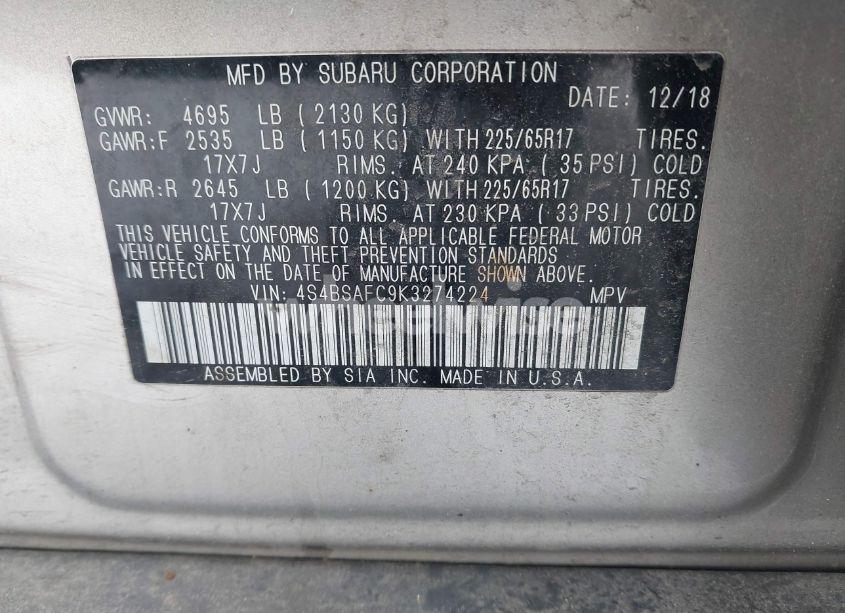 MFD BY SUBARU CORPORATION
DATE: 12/18
GVWR: 4695 LB ( 2130 KG)
GAWR:F 2535 LB ( 1150 KG) WITH 225/65R17 TIRES.
17X7J RIMS. AT 240 KPA ( 35 PSI) COLD
GAWR:R 2645 LB ( 1200 KG) WITH 225/65R17 TIRES.
17X7J RIMS. AT 230 KPA ( 33 PSI) COLD
THIS VEHICLE CONFORMS TO ALL APPLICABLE FEDERAL MOTOR
VEHICLE SAFETY AND THEFT PREVENTION STANDARDS
IN EFFECT ON THE DATE OF MANUFACTURE SHOWN ABOVE.
VIN: 4S4BSAFC9K3274224 MPV
ASSEMBLED BY SIA INC. MADE IN U.S.A.